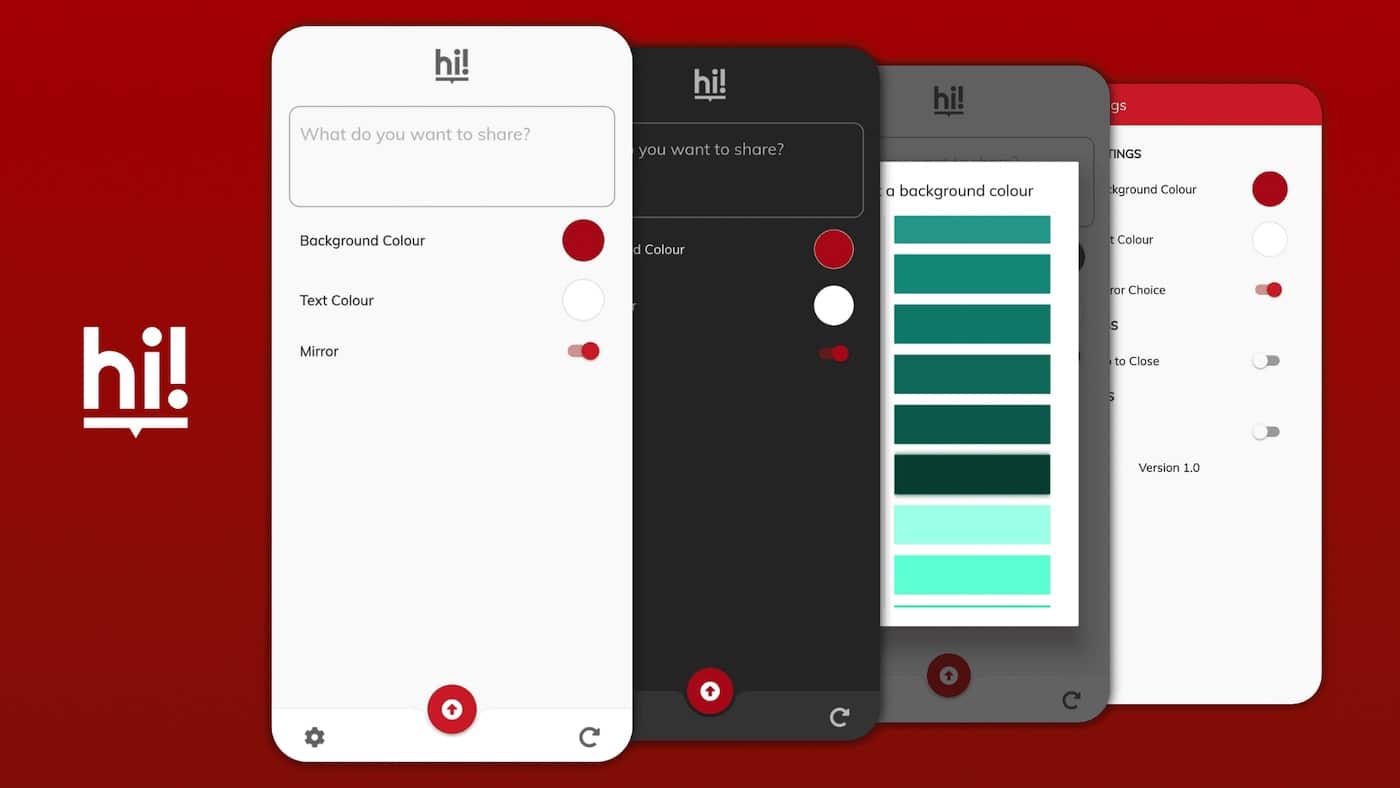 hi!
hi!
What do you want to share?
Background Colour
Text Colour
Mirror
hi!
you want to share?
d Colour
r
hi!
a background colour
gs
TINGS
kground Colour
t Colour
ror Choice
S
to Close
S
Version 1.0